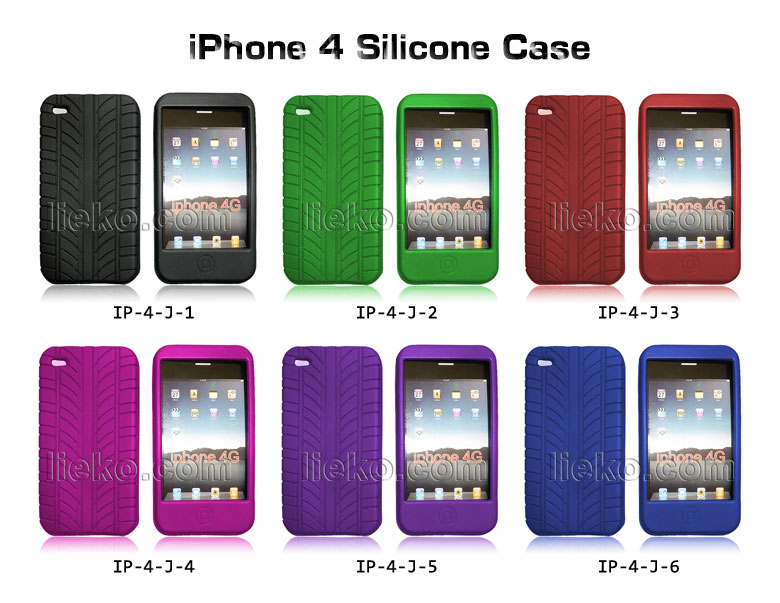 iPhone 4 Silicone Case
iphone 4G
lieko.com
iphone 4G
lieko.com
iphone 4G
lieko.com
IP-4-J-1
IP-4-J-2
IP-4-J-3
iphone 4G
lieko.com
iphone 4G
lieko.com
iphone 4G
lieko.com
IP-4-J-4
IP-4-J-5
IP-4-J-6